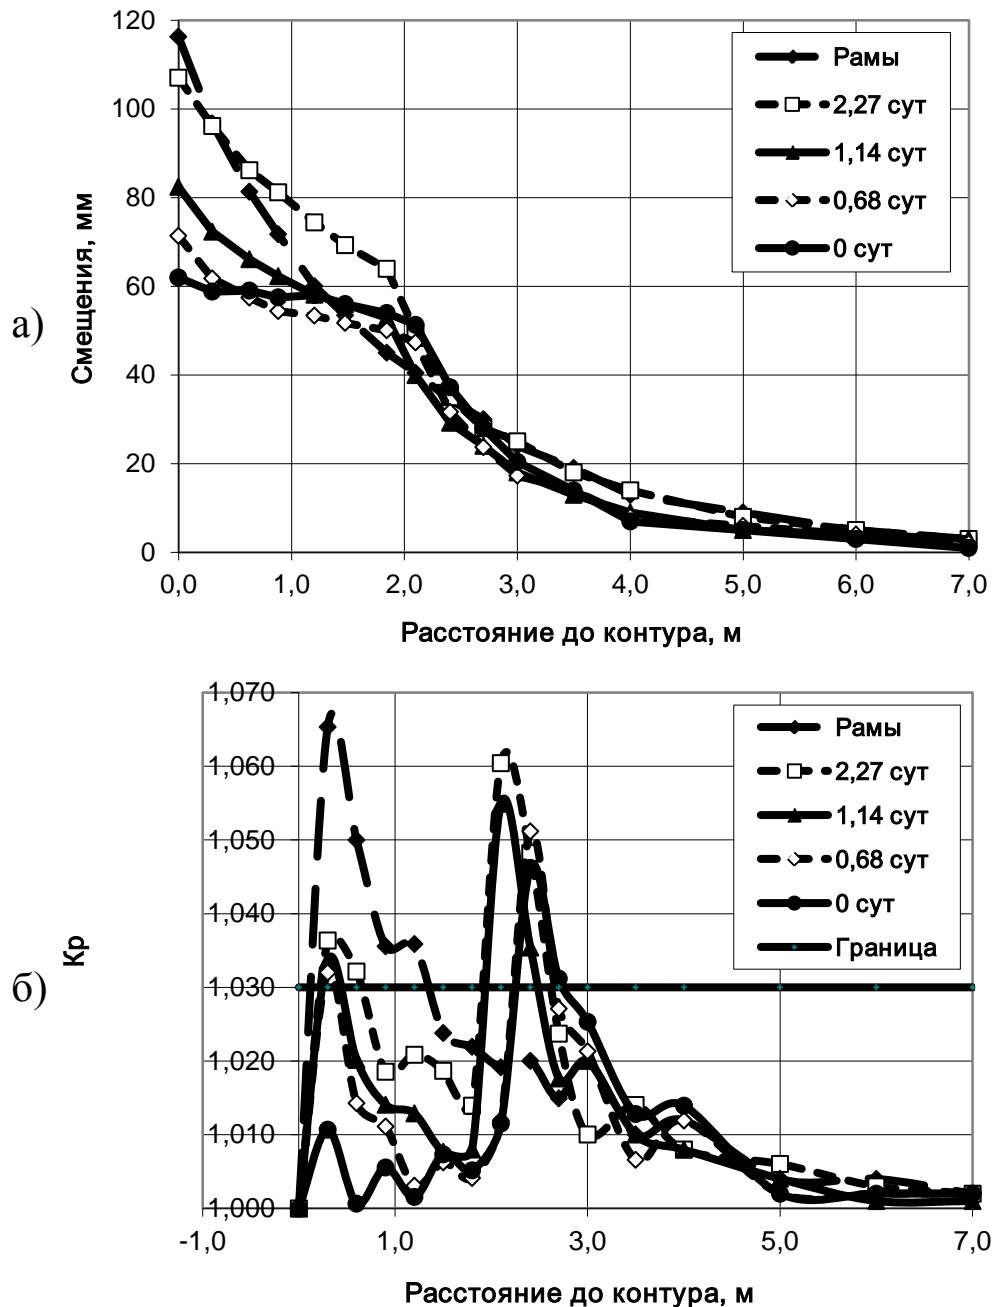 120
100
80
60
40
20
0
Смещения, мм
а)
0,0 1,0 2,0 3,0 4,0 5,0 6,0 7,0
Расстояние до контура, м
Рамы
2,27 сут
1,14 сут
0,68 сут
0 сут
1,070
1,060
1,050
1,040
1,030
1,020
1,010
1,000
Кр
б)
-1,0 1,0 3,0 5,0 7,0
Расстояние до контура, м
Рамы
2,27 сут
1,14 сут
0,68 сут
0 сут
Граница